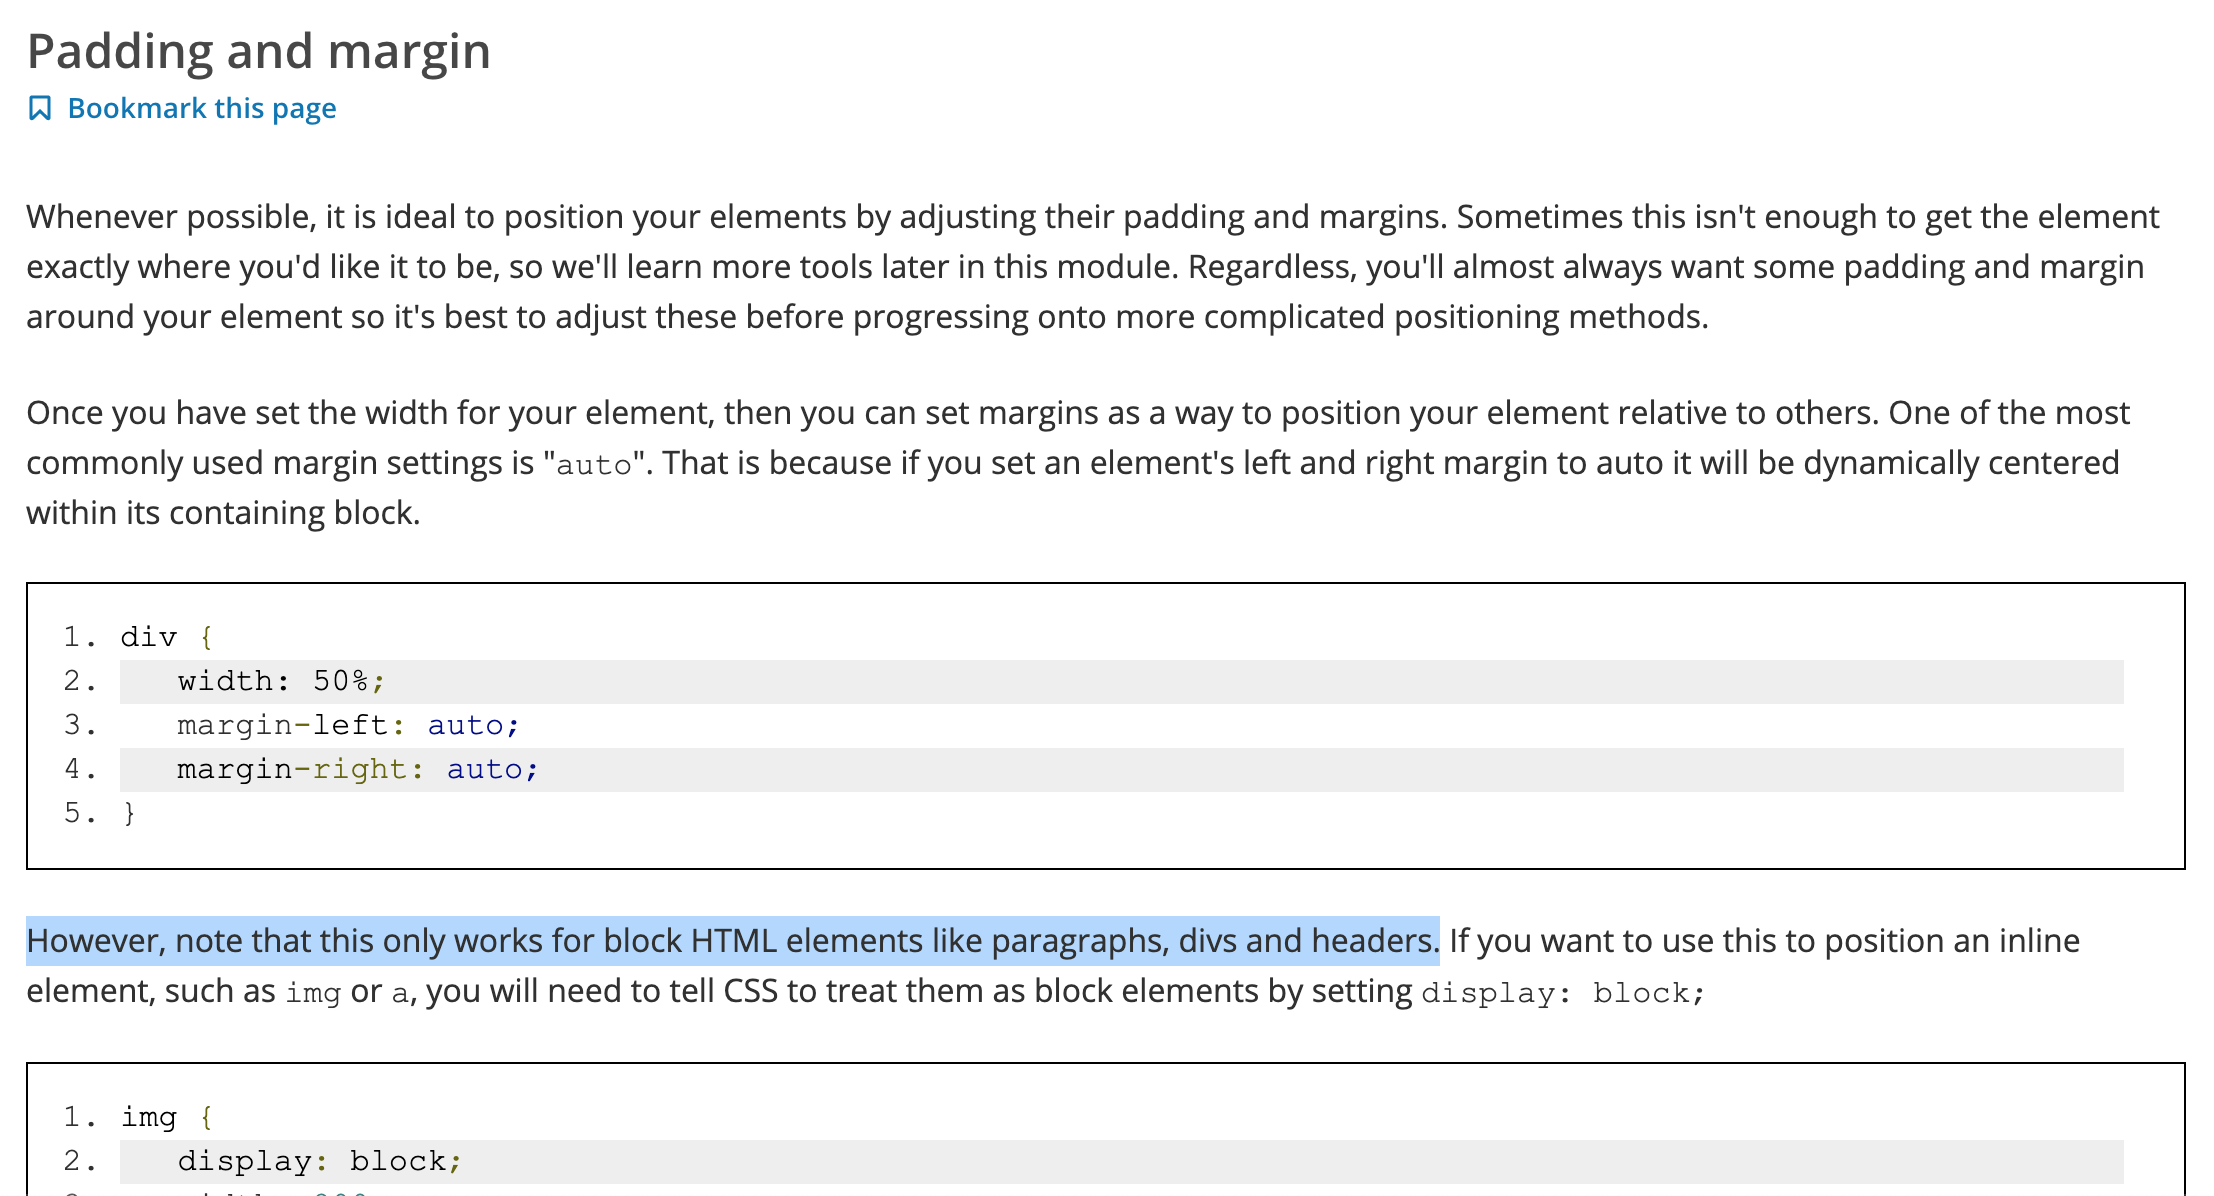 Padding and margin
Bookmark this page
Whenever possible, it is ideal to position your elements by adjusting their padding and margins. Sometimes this isn't enough to get the element
exactly where you'd like it to be, so we'll learn more tools later in this module. Regardless, you'll almost always want some padding and margin
around your element so it's best to adjust these before progressing onto more complicated positioning methods.
Once you have set the width for your element, then you can set margins as a way to position your element relative to others. One of the most
commonly used margin settings is "auto". That is because if you set an element's left and right margin to auto it will be dynamically centered
within its containing block.
1. div {
2.    width: 50%;
3.    margin-left: auto;
4.    margin-right: auto;
5. }
However, note that this only works for block HTML elements like paragraphs, divs and headers. If you want to use this to position an inline
element, such as img or a, you will need to tell CSS to treat them as block elements by setting display: block;
1. img {
2.    display: block;